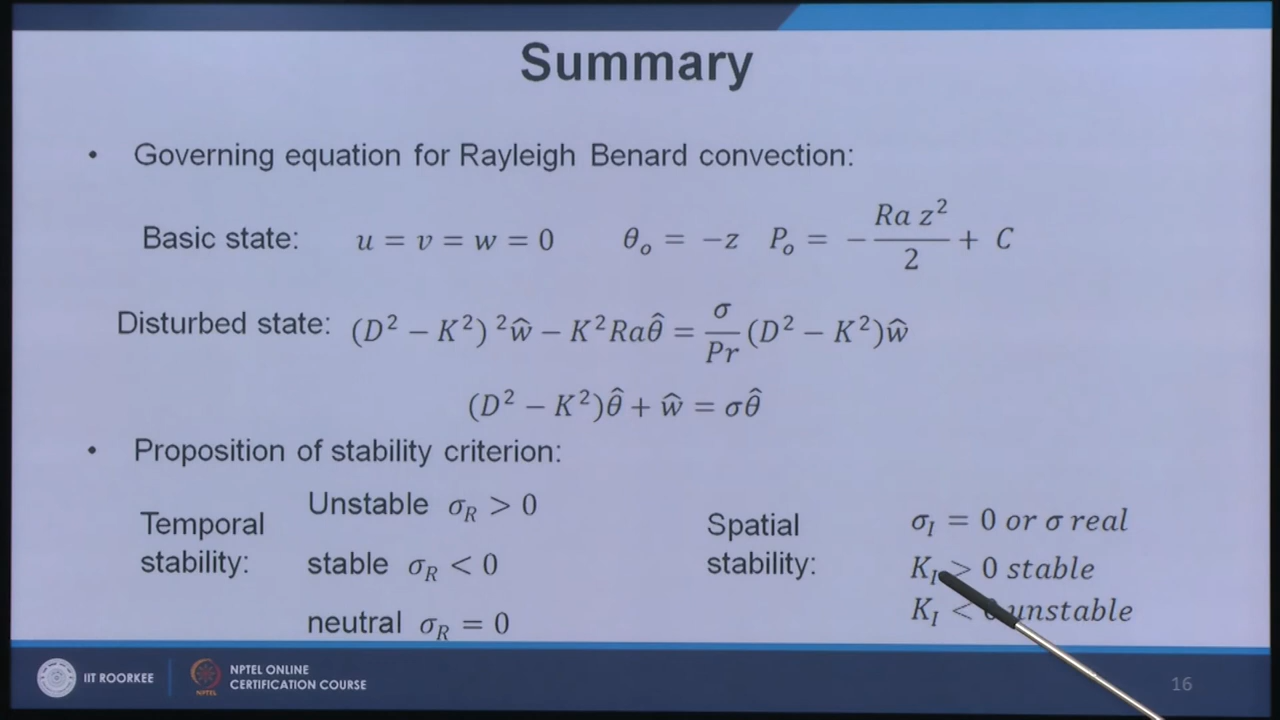 Summary
• Governing equation for Rayleigh Benard convection:
Basic state: u = v = w = 0 θₒ = −z Pₒ = − Ra z² / 2 + C
Disturbed state: (D² − K²) ²ŵ − K²Raθ̂ = σ/Pr (D² − K²)ŵ
(D² − K²)θ̂ + ŵ = σθ̂
• Proposition of stability criterion:
Temporal stability:
Unstable σ_R > 0
stable σ_R < 0
neutral σ_R = 0
Spatial stability:
σ_I = 0 or σ real
K_I > 0 stable
K_I < 0 unstable
IIT ROORKEE
NPTEL ONLINE
CERTIFICATION COURSE
16